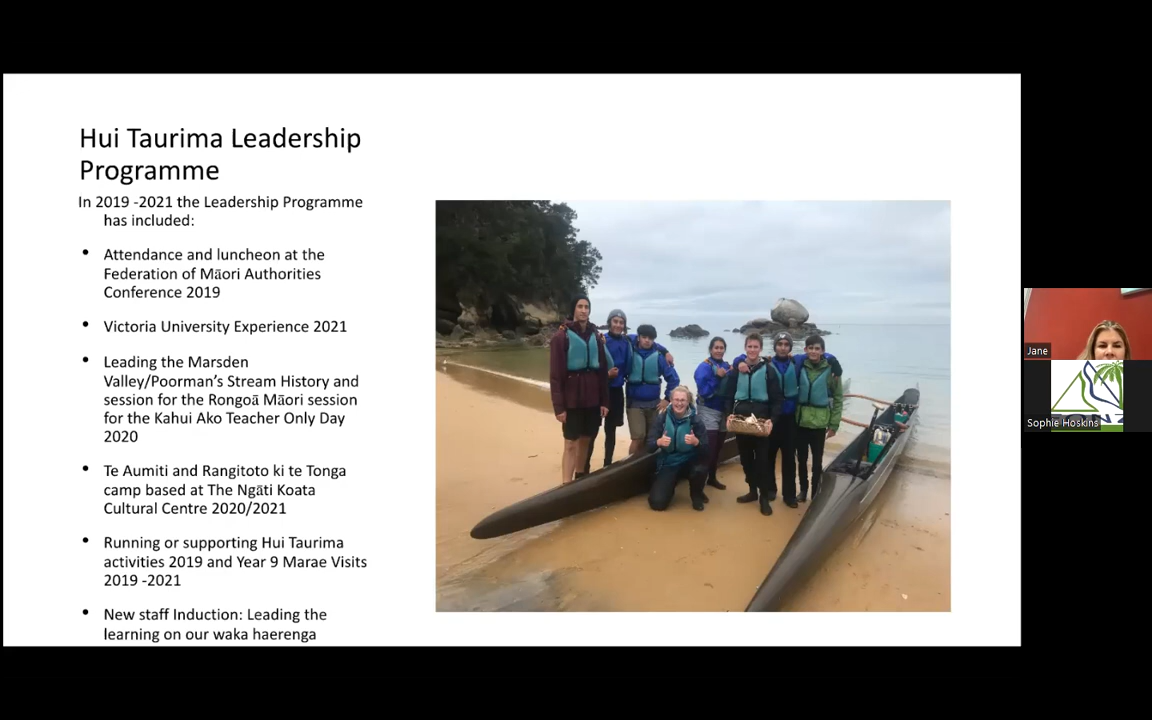 Hui Taurima Leadership
Programme
In 2019 -2021 the Leadership Programme
has included:
• Attendance and luncheon at the
Federation of Māori Authorities
Conference 2019
• Victoria University Experience 2021
• Leading the Marsden
Valley/Poorman's Stream History and
session for the Rongoā Māori session
for the Kahui Ako Teacher Only Day
2020
• Te Aumiti and Rangitoto ki te Tonga
camp based at The Ngāti Koata
Cultural Centre 2020/2021
• Running or supporting Hui Taurima
activities 2019 and Year 9 Marae Visits
2019 -2021
• New staff Induction: Leading the
learning on our waka haerenga
Jane
Sophie Hoskins